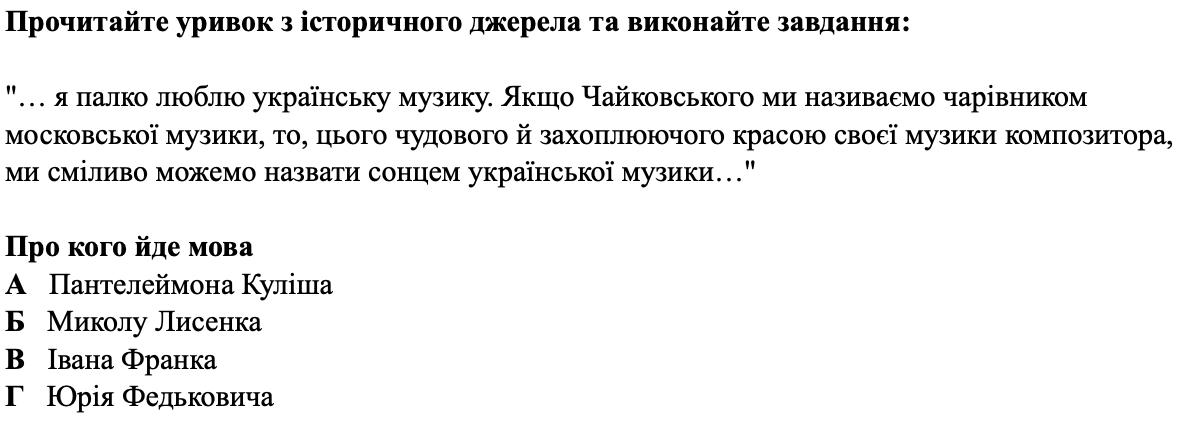 Прочитайте уривок з історичного джерела та виконайте завдання:
"… я палко люблю українську музику. Якщо Чайковського ми називаємо чарівником
московської музики, то, цього чудового й захоплюючого красою своєї музики композитора,
ми сміливо можемо назвати сонцем української музики…"
Про кого йде мова
А Пантелеймона Куліша
Б Миколу Лисенка
В Івана Франка
Г Юрія Федьковича